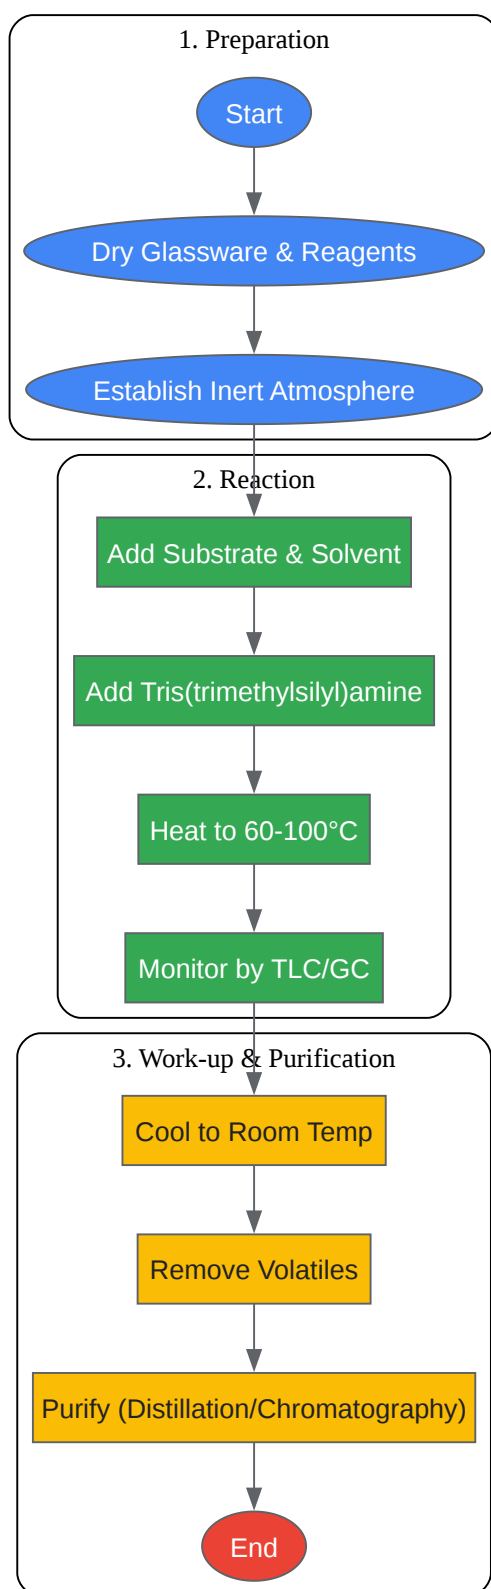 1. Preparation
Start
Dry Glassware & Reagents
Establish Inert Atmosphere
2. Reaction
Add Substrate & Solvent
Add Tris(trimethylsilyl)amine
Heat to 60-100°C
Monitor by TLC/GC
3. Work-up & Purification
Cool to Room Temp
Remove Volatiles
Purify (Distillation/Chromatography)
End